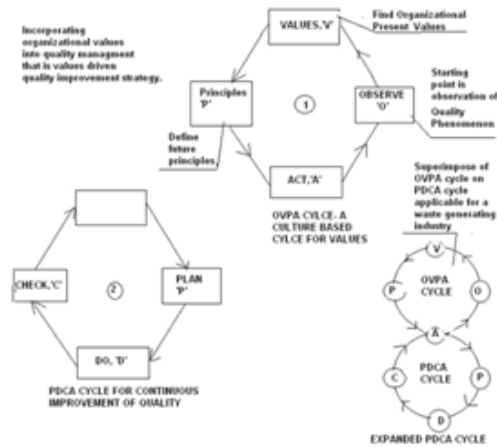 Incorporating
organizational values
into quality managment
that is values driven
quality improvement strategy.
VALUES,'V'
Find Organizational
Present Values
Principles
'P'
1
OBSERVE
'O'
Starting
point is
observation of
Quality
Phenomenon
Define
future
principles,
ACT,'A'
OVPA CYLCE- A
CULTURE BASED
CYLCE FOR VALUES
Superimpose of
OVPA cycle on
PDCA cycle
applicable for a
waste generating
industry
CHECK,'C'
2
PLAN
'P'
DO, 'D'
PDCA CYCLE FOR CONTINUOUS
IMPROVEMENT OF QUALITY
V
P
OVPA
CYCLE
O
A
C
PDCA
CYCLE
P
D
EXPANDED PDCA CYCLE